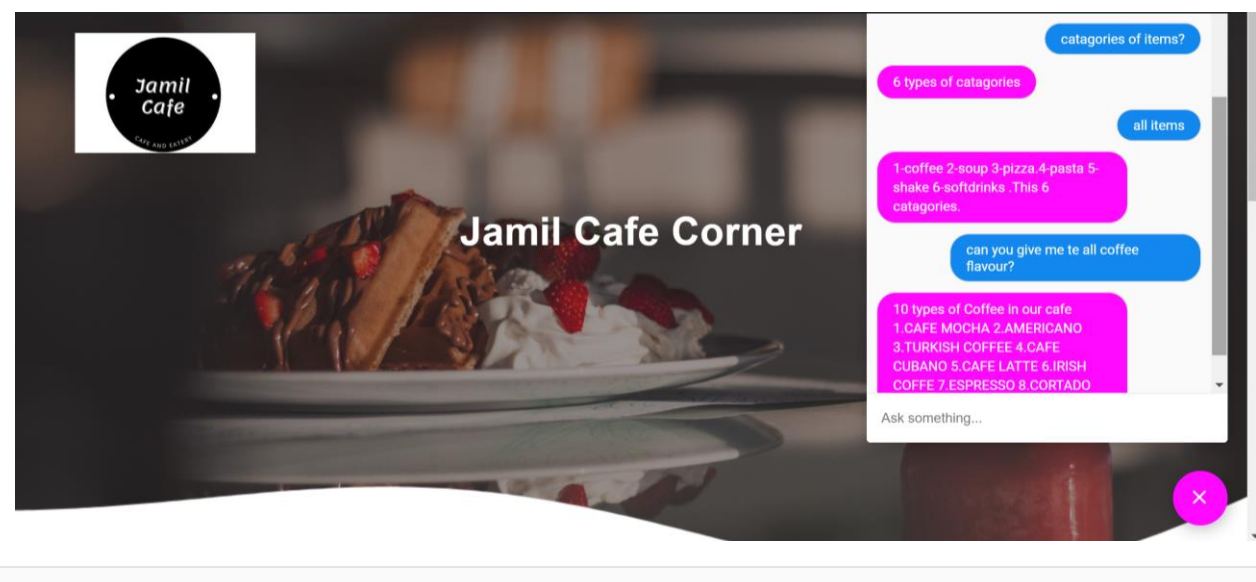 Jamil
Cafe
CAFE AND EATERY
Jamil Cafe Corner
catagories of items?
6 types of catagories
all items
1-coffee 2-soup 3-pizza.4-pasta 5-
shake 6-softdrinks .This 6
catagories.
can you give me te all coffee
flavour?
10 types of Coffee in our cafe
1.CAFE MOCHA 2.AMERICANO
3.TURKISH COFFEE 4.CAFE
CUBANO 5.CAFE LATTE 6.IRISH
COFFE 7.ESPRESSO 8.CORTADO
Ask something...